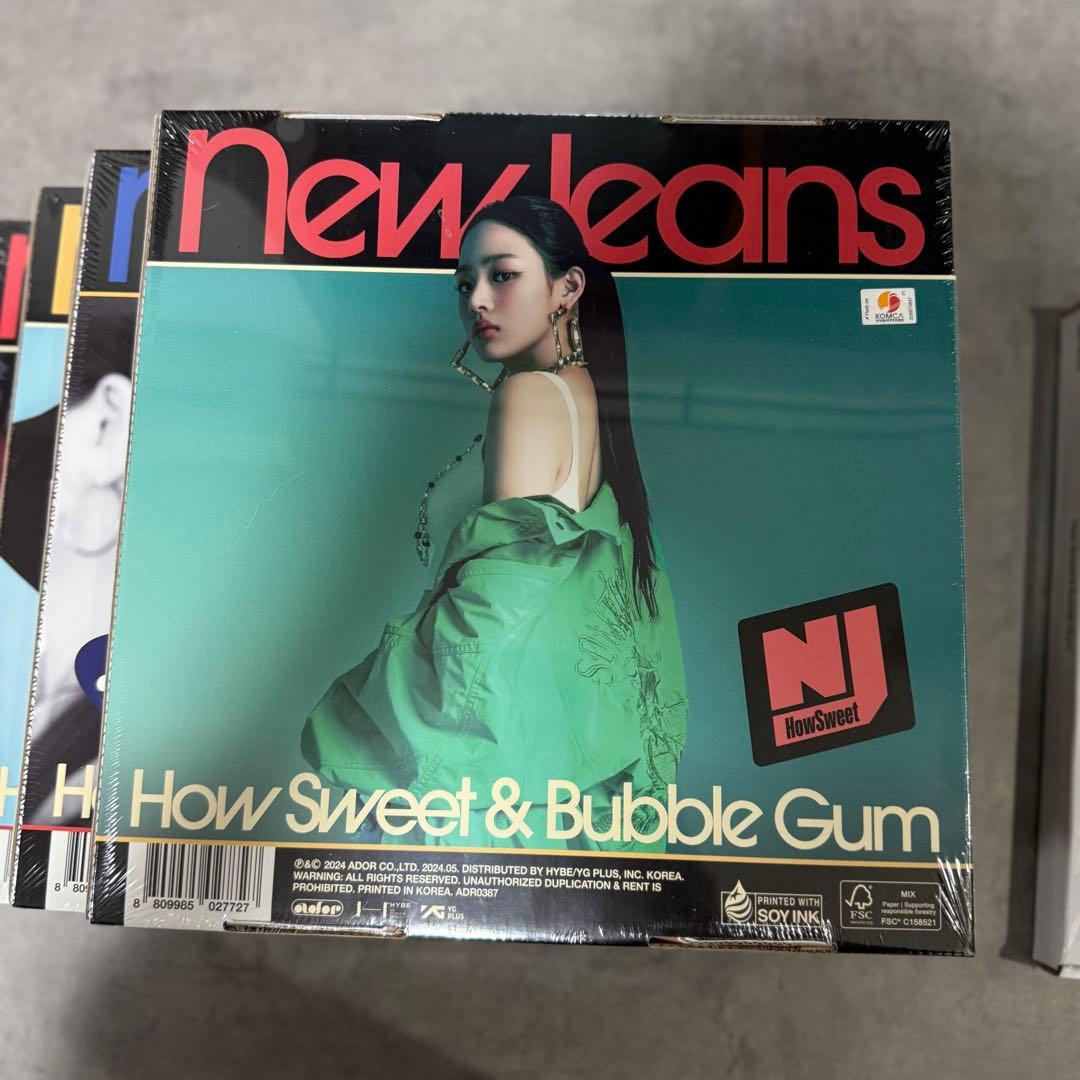 NewJeans
KOMCA
NJ
HowSweet
How Sweet & Bubble Gum
℗&© 2024 ADOR CO.,LTD. 2024.05. DISTRIBUTED BY HYBE/YG PLUS, INC. KOREA.
WARNING: ALL RIGHTS RESERVED. UNAUTHORIZED DUPLICATION & RENT IS
PROHIBITED. PRINTED IN KOREA. ADR0387
8 809985 027727
ador
HYBE
YG
PLUS
PRINTED WITH
SOY INK
FSC
MIX
Paper | Supporting
responsible forestry
FSC® C158521